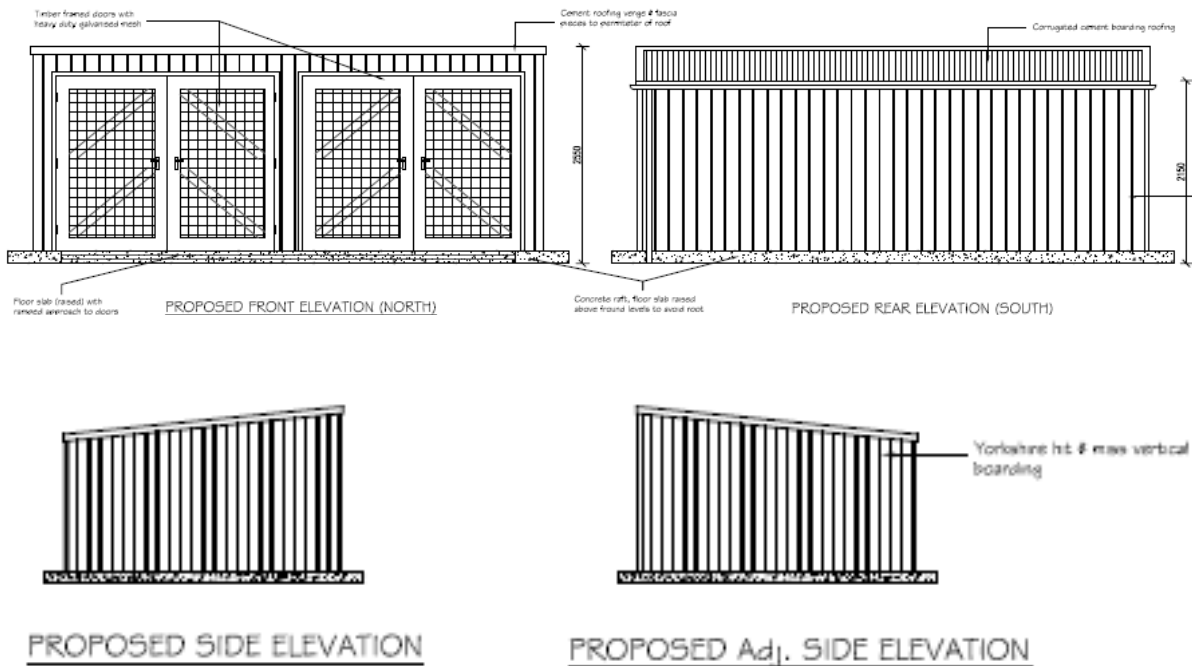 Timber framed doors with
heavy duty galvanised mesh
Cement roofing verge & fascia
pieces to perimeter of roof
Corrugated cement boarding roofing
2550
2150
Floor slab (raised) with
ramped approach to doors
PROPOSED FRONT ELEVATION (NORTH)
Concrete raft, floor slab raised
above fround levels to avoid root
PROPOSED REAR ELEVATION (SOUTH)
Yorkshire hit & miss vertical
boarding
PROPOSED SIDE ELEVATION
PROPOSED Adj. SIDE ELEVATION